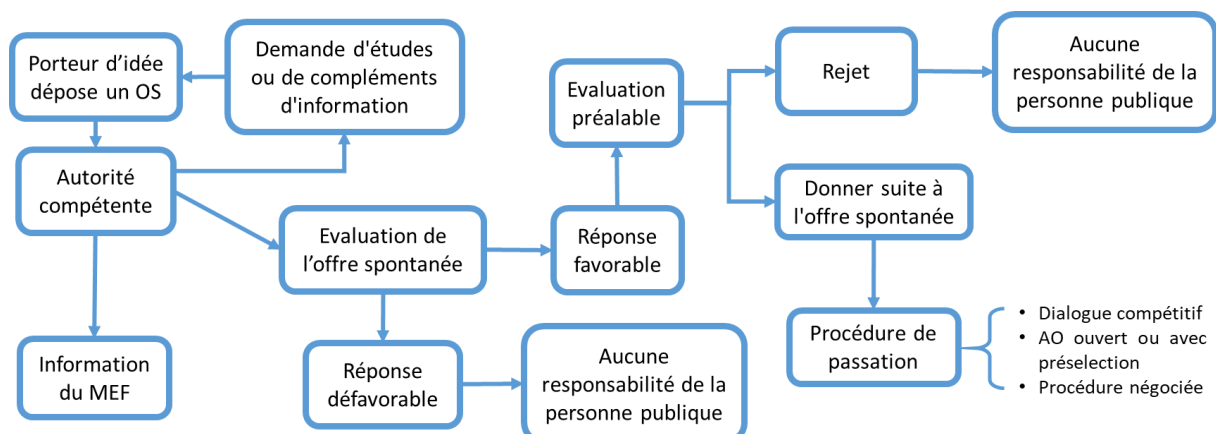 Porteur d’idée
dépose un OS
Demande d'études
ou de compléments
d'information
Autorité
compétente
Information
du MEF
Evaluation de
l’offre spontanée
Réponse
défavorable
Aucune
responsabilité de la
personne publique
Réponse
favorable
Evaluation
préalable
Rejet
Aucune
responsabilité de la
personne publique
Donner suite à
l'offre spontanée
Procédure de
passation
• Dialogue compétitif
• AO ouvert ou avec
préselection
• Procédure négociée